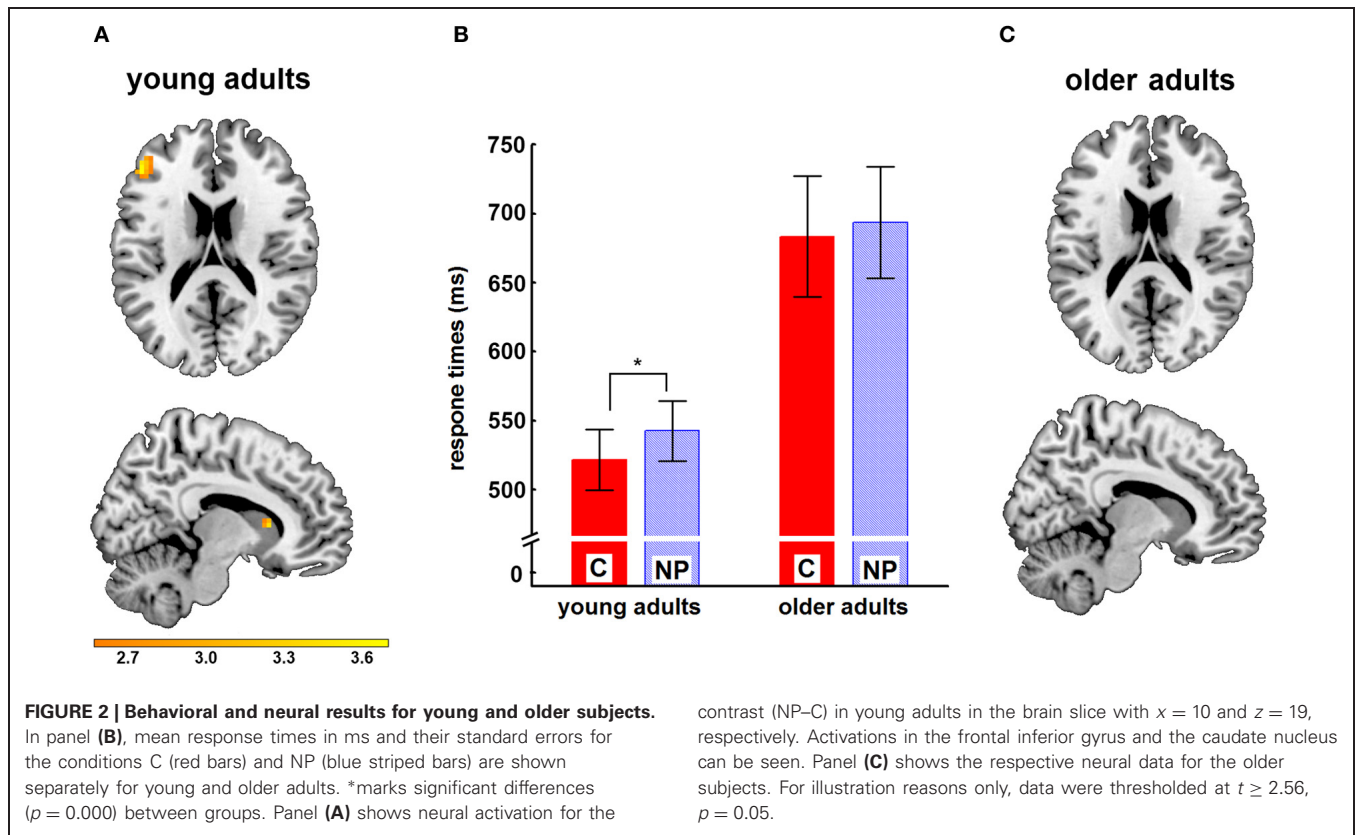 A
B
C
young adults
older adults
750
700
650
600
550
500
0
respone times (ms)
*
C
NP
C
NP
young adults
older adults
2.7 3.0 3.3 3.6
FIGURE 2 | Behavioral and neural results for young and older subjects.
In panel (B), mean response times in ms and their standard errors for
the conditions C (red bars) and NP (blue striped bars) are shown
separately for young and older adults. *marks significant differences
(p = 0.000) between groups. Panel (A) shows neural activation for the
contrast (NP–C) in young adults in the brain slice with x = 10 and z = 19,
respectively. Activations in the frontal inferior gyrus and the caudate nucleus
can be seen. Panel (C) shows the respective neural data for the older
subjects. For illustration reasons only, data were thresholded at t ≥ 2.56,
p = 0.05.